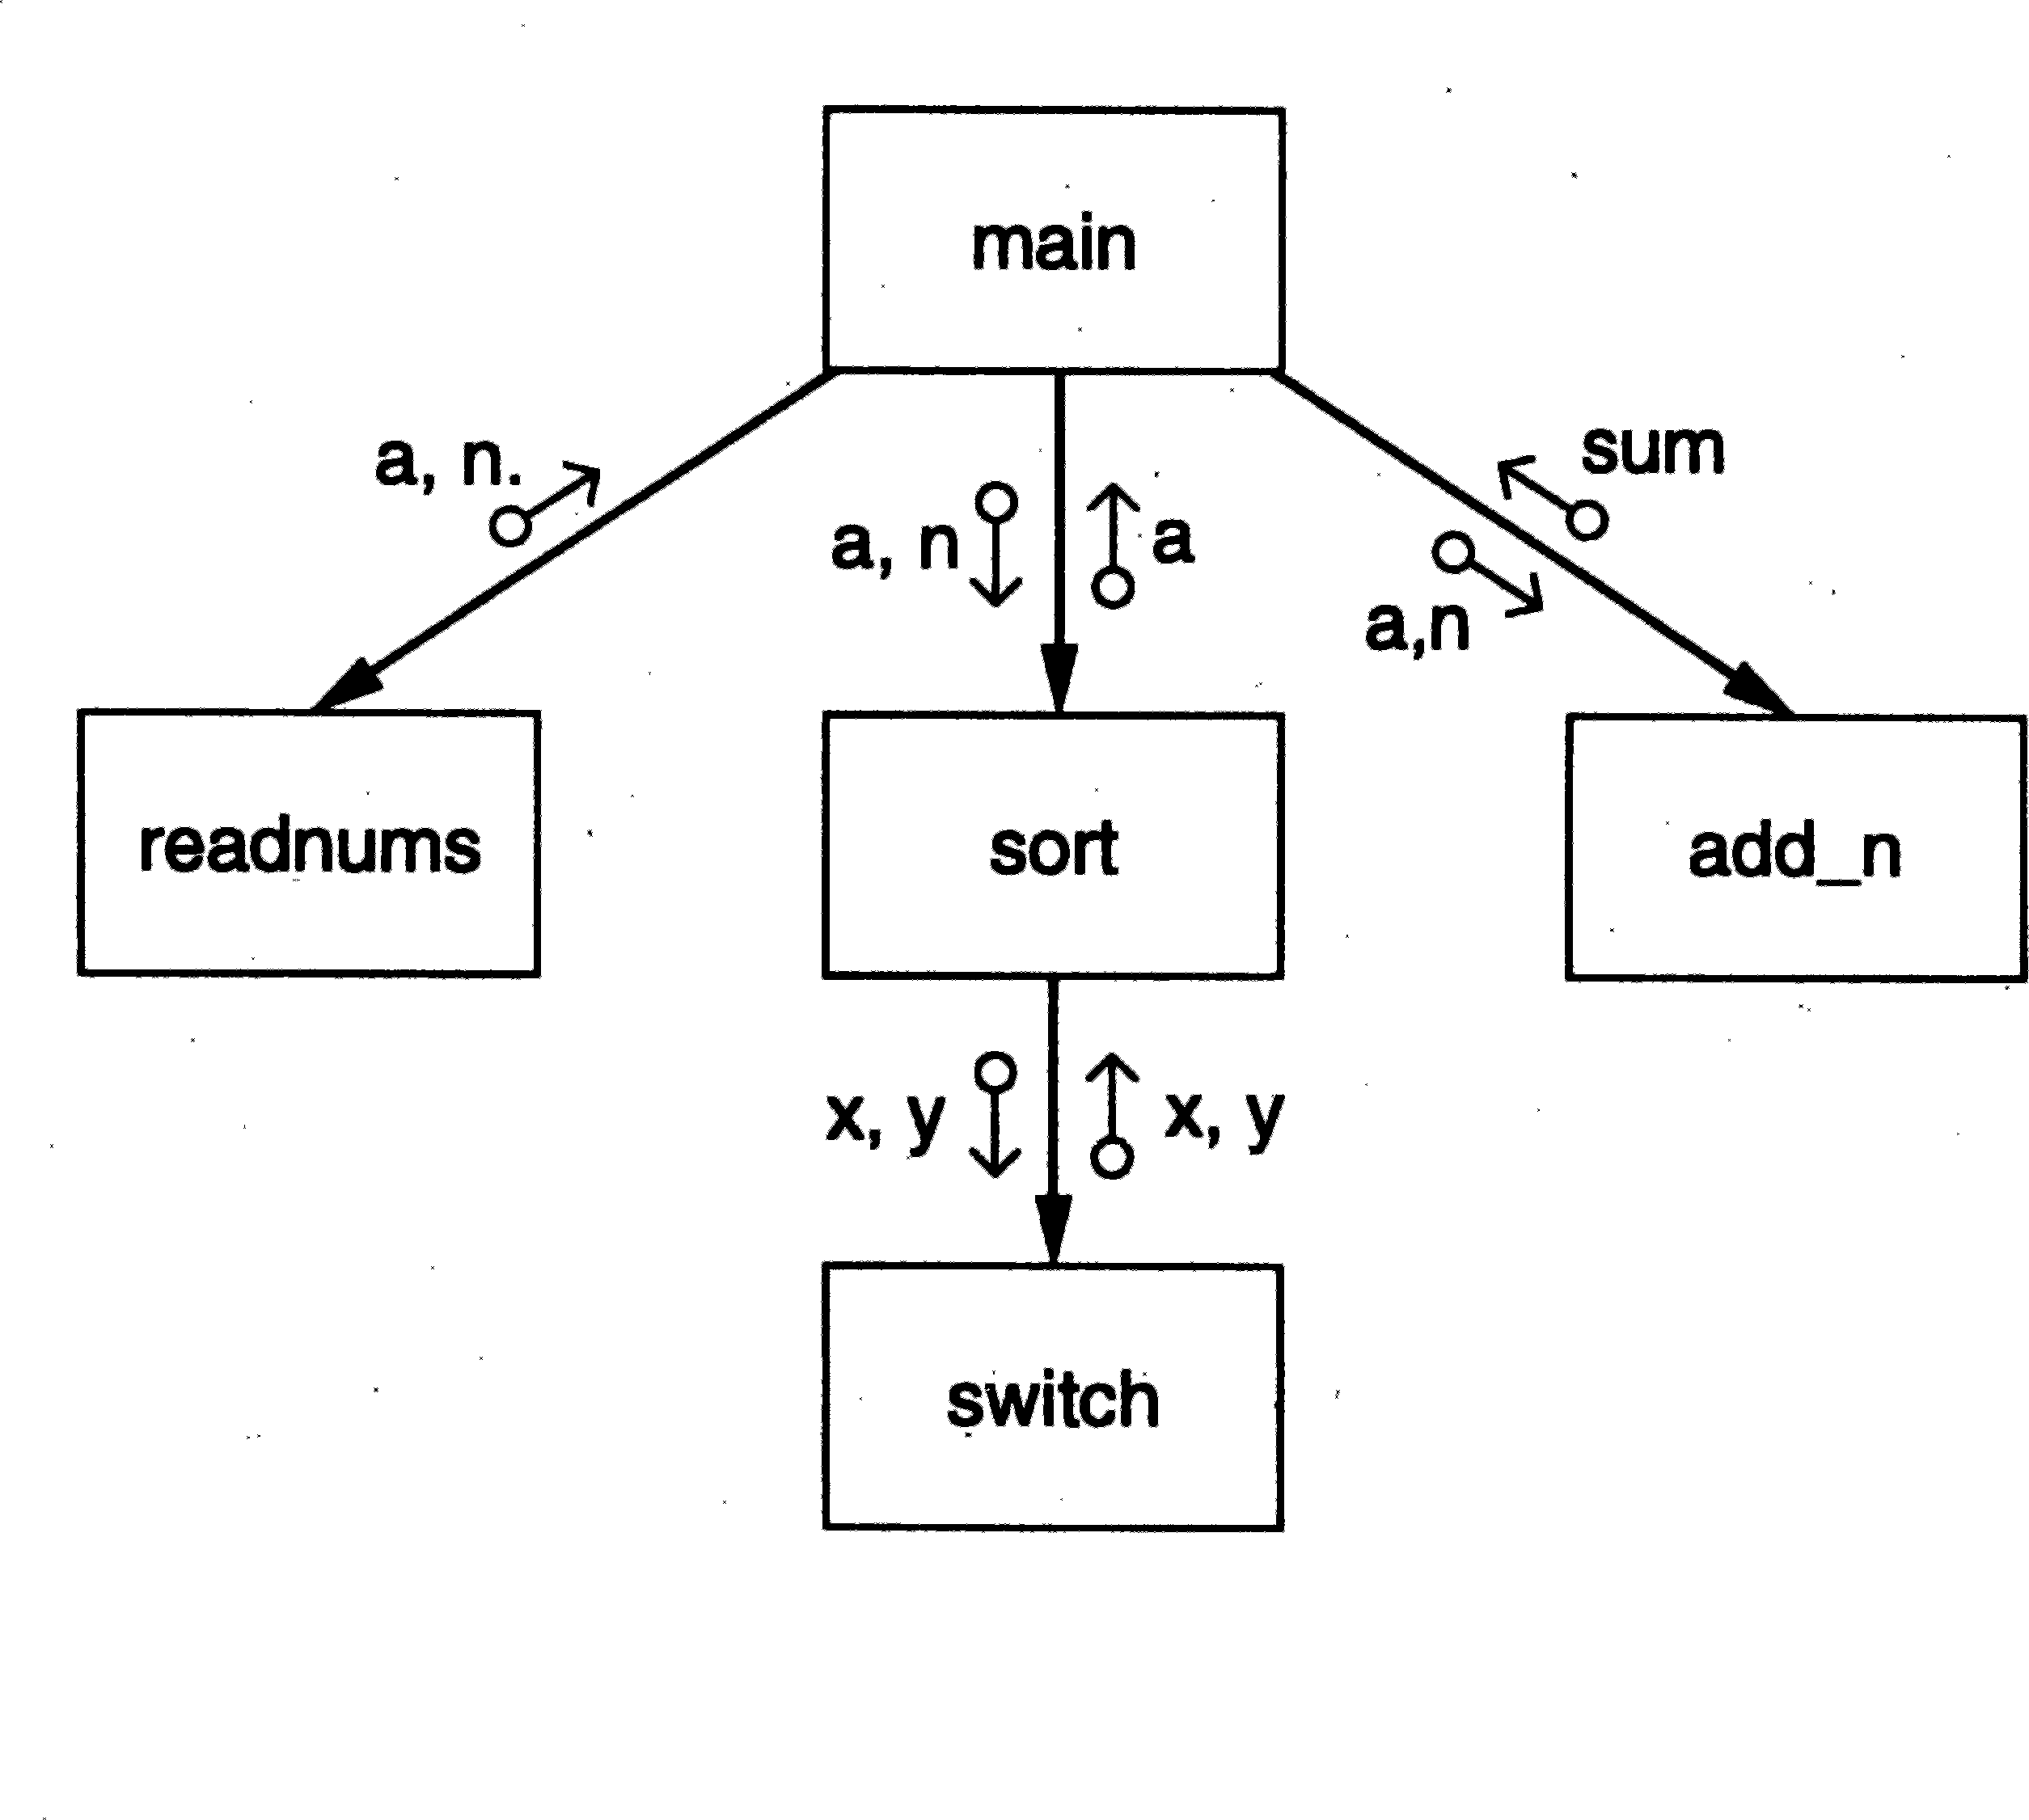 main
a, n.
sum
a, n
a
a,n
readnums
sort
add_n
x, y
x, y
switch